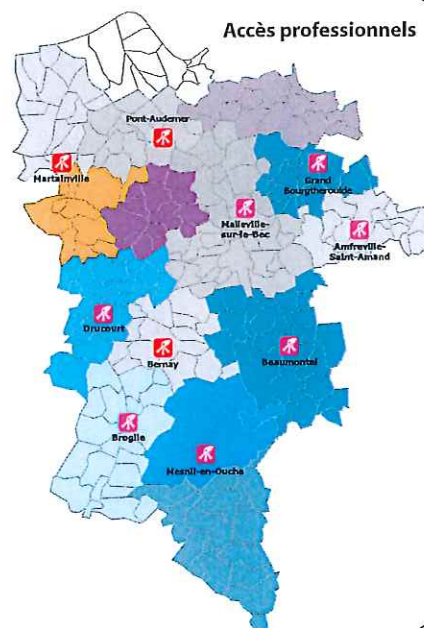 Accès professionnels
Pont-Audemer
Martainville
Grand
Bourgtheroulde
Malleville-
sur-le-Bec
Amfreville-
Saint-Amand
Drucourt
Bernay
Beaumontel
Broglie
Mesnil-en-Ouche